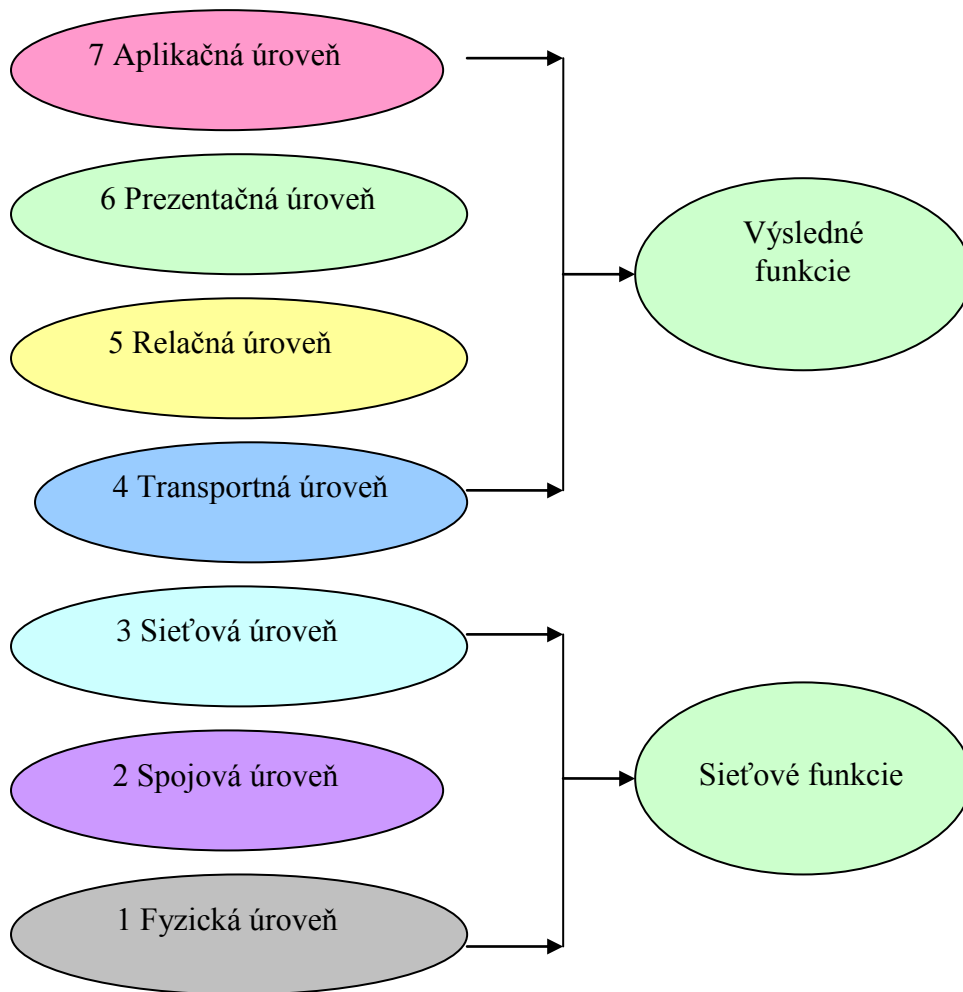 7 Aplikačná úroveň
6 Prezentačná úroveň
5 Relačná úroveň
4 Transportná úroveň
3 Sieťová úroveň
2 Spojová úroveň
1 Fyzická úroveň
Výsledné
funkcie
Sieťové funkcie